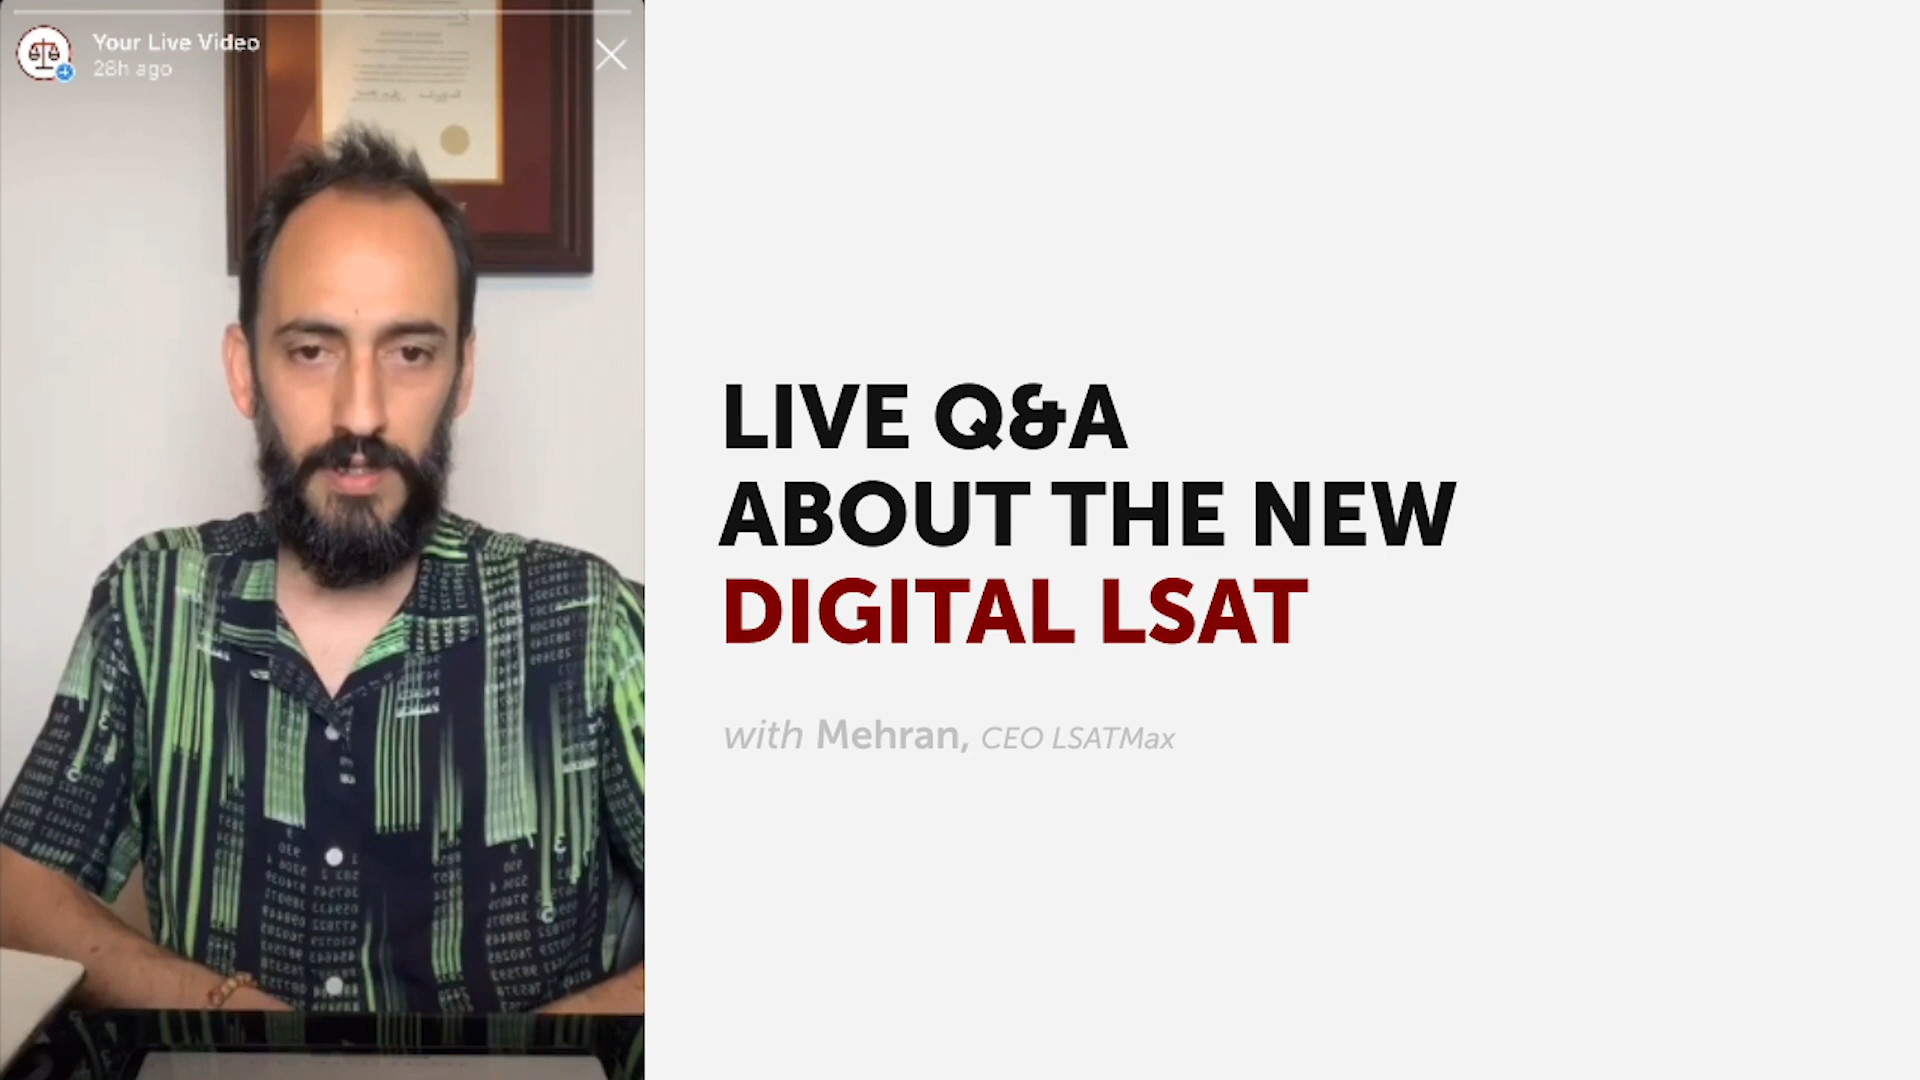 Your Live Video
28h ago
LIVE Q&A
ABOUT THE NEW
DIGITAL LSAT
with Mehran, CEO LSATMax